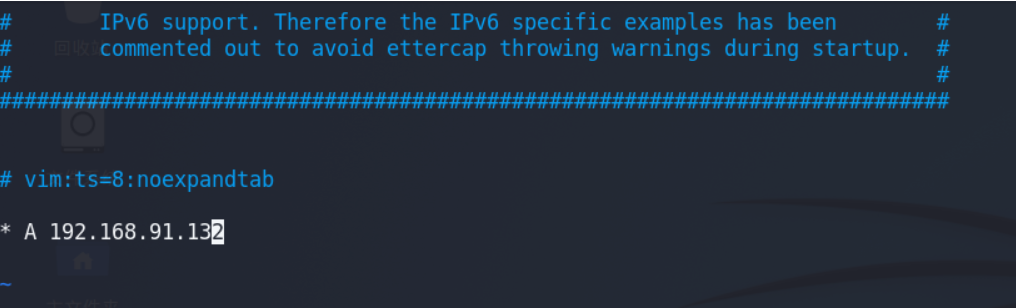 #       IPv6 support. Therefore the IPv6 specific examples has been        #
#       commented out to avoid ettercap throwing warnings during startup.  #
#                                                                          #
############################################################################
# vim:ts=8:noexpandtab
* A 192.168.91.132
~